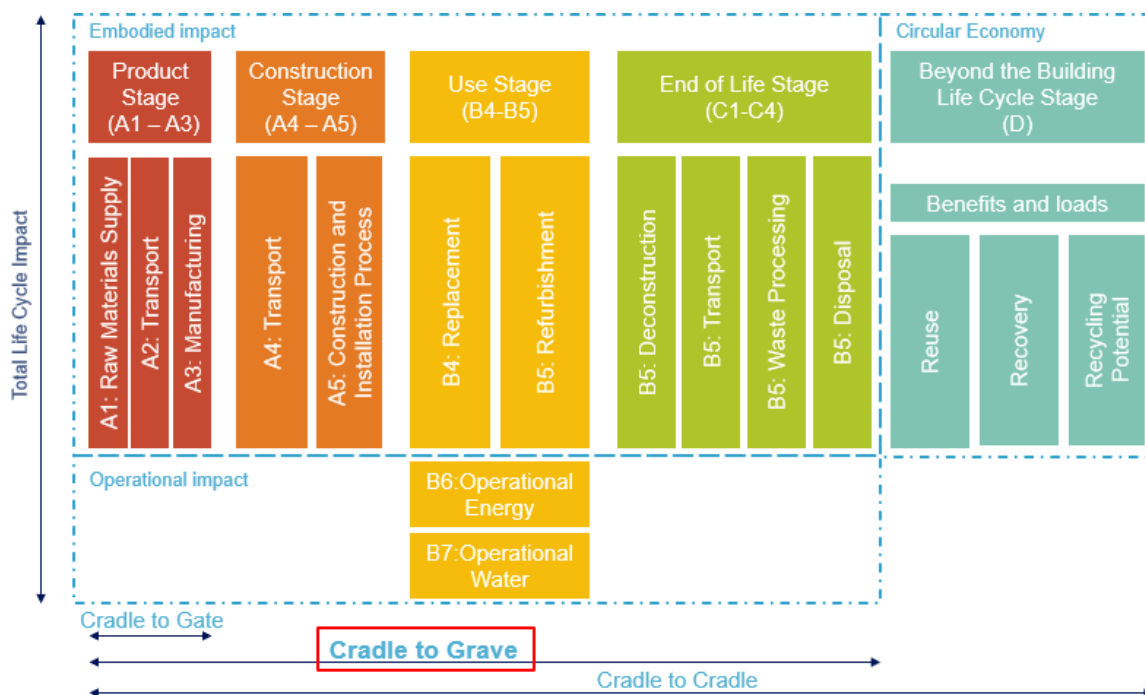 Total Life Cycle Impact
Embodied impact
Product
Stage
(A1 – A3)
A1: Raw Materials Supply
A2: Transport
A3: Manufacturing
Construction
Stage
(A4 – A5)
A4: Transport
A5: Construction and
Installation Process
Use Stage
(B4-B5)
B4: Replacement
B5: Refurbishment
End of Life Stage
(C1-C4)
B5: Deconstruction
B5: Transport
B5: Waste Processing
B5: Disposal
Circular Economy
Beyond the Building
Life Cycle Stage
(D)
Benefits and loads
Reuse
Recovery
Recycling
Potential
Operational impact
B6:Operational
Energy
B7:Operational
Water
Cradle to Gate
Cradle to Grave
Cradle to Cradle